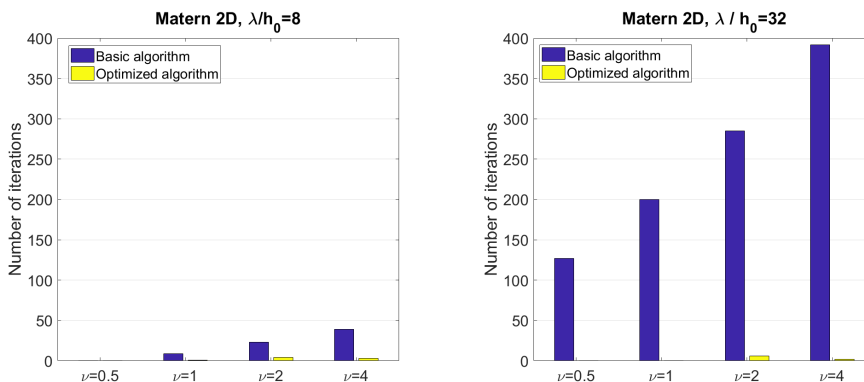 Matern 2D, λ/h₀=8
Number of iterations
400
350
300
250
200
150
100
50
0
Basic algorithm
Optimized algorithm
ν=0.5
ν=1
ν=2
ν=4
Matern 2D, λ / h₀=32
Number of iterations
400
350
300
250
200
150
100
50
0
Basic algorithm
Optimized algorithm
ν=0.5
ν=1
ν=2
ν=4